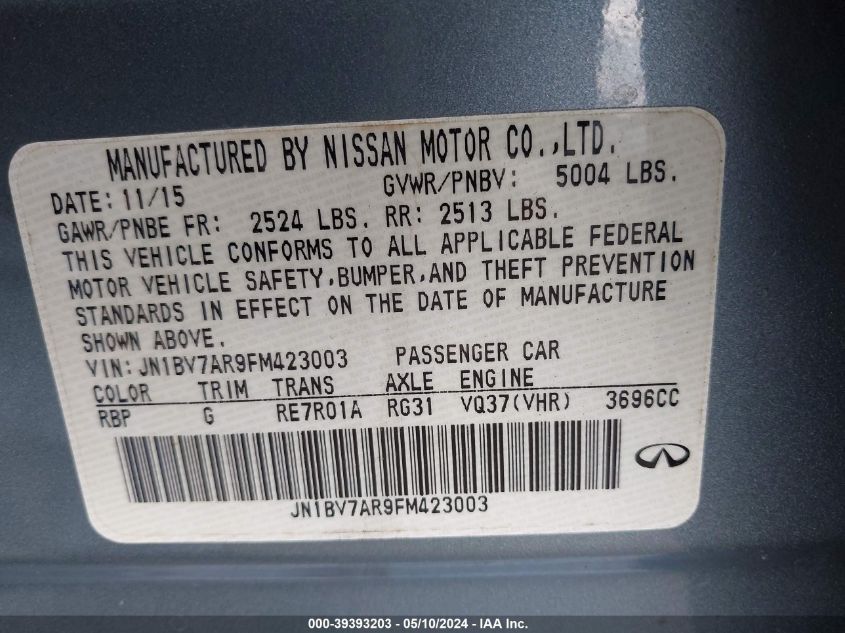 MANUFACTURED BY NISSAN MOTOR CO.,LTD.
DATE: 11/15 GVWR/PNBV: 5004 LBS.
GAWR/PNBE FR: 2524 LBS. RR: 2513 LBS.
THIS VEHICLE CONFORMS TO ALL APPLICABLE FEDERAL
MOTOR VEHICLE SAFETY,BUMPER,AND THEFT PREVENTION
STANDARDS IN EFFECT ON THE DATE OF MANUFACTURE
SHOWN ABOVE.
VIN: JN1BV7AR9FM423003 PASSENGER CAR
COLOR TRIM TRANS AXLE ENGINE
RBP G RE7R01A RG31 VQ37(VHR) 3696CC
JN1BV7AR9FM423003
000-39393203 — 05/10/2024 — IAA Inc.